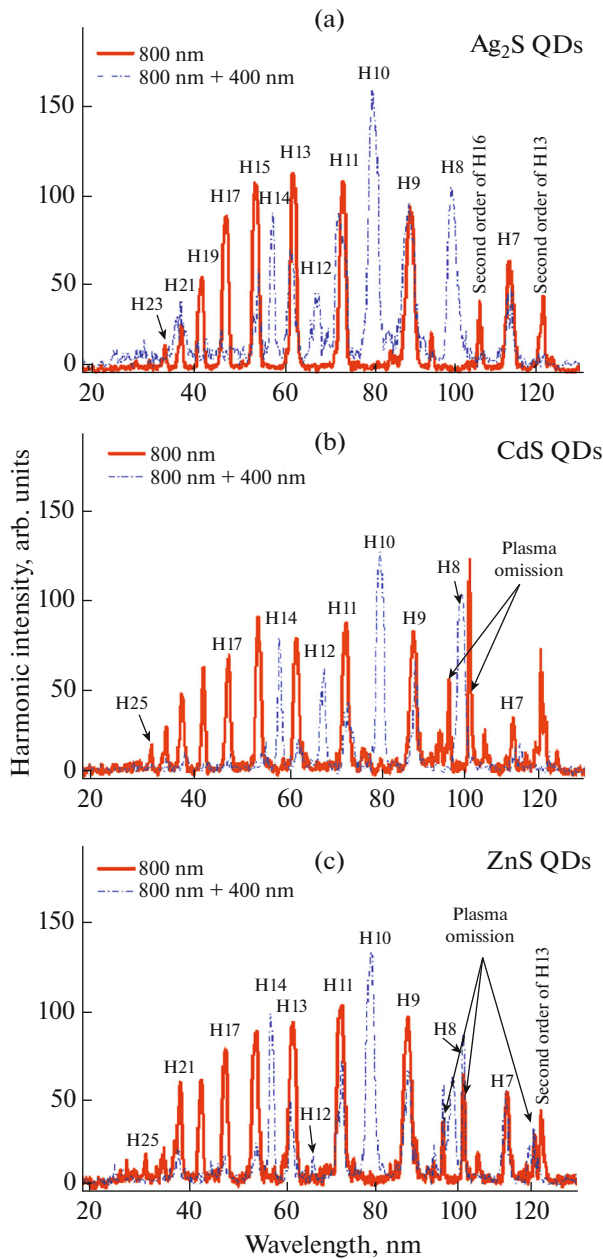 (a)
Ag₂S QDs
800 nm
800 nm + 400 nm
150
100
50
0
H23
H21
H19
H17
H15
H14
H13
H12
H11
H10
H9
H8
Second order of H16
H7
Second order of H13
20
40
60
80
100
120
(b)
CdS QDs
800 nm
800 nm + 400 nm
Harmonic intensity, arb. units
150
100
50
0
H25
H17
H14
H12
H11
H10
H9
H8
Plasma
omission
H7
20
40
60
80
100
120
(c)
ZnS QDs
800 nm
800 nm + 400 nm
150
100
50
0
H25
H21
H17
H14
H13
H12
H11
H10
H9
H8
Plasma
omission
H7
Second order of H13
20
40
60
80
100
120
Wavelength, nm